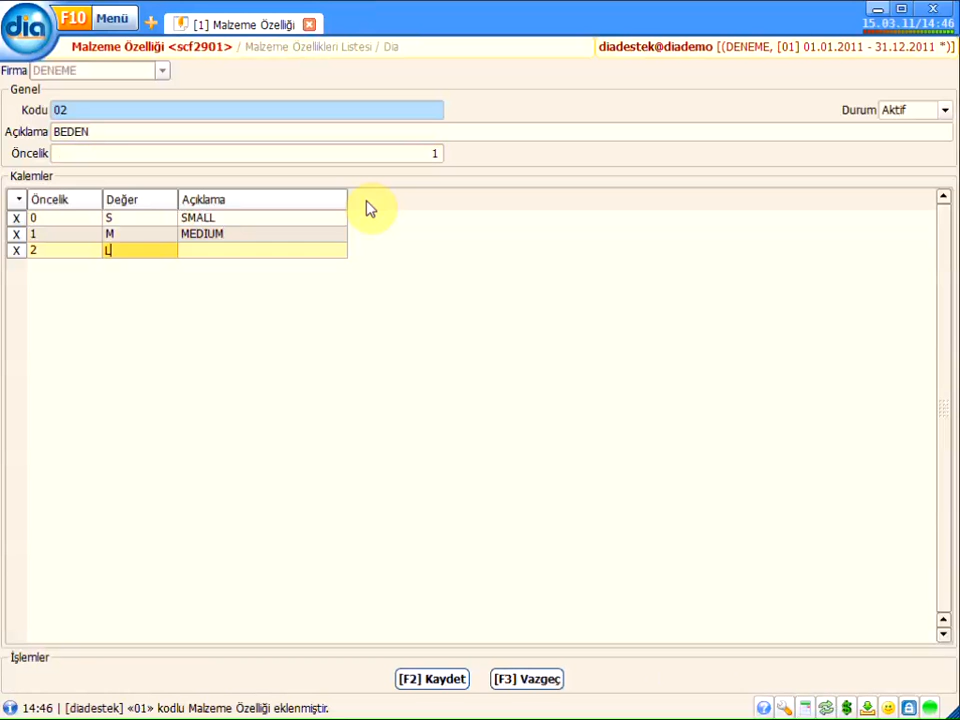 dia F10 Menü [1] Malzeme Özelliği 15.03.11/14:46
Malzeme Özelliği <scf2901> / Malzeme Özellikleri Listesi / Dia diadestek@diademo [(DENEME, [01] 01.01.2011 - 31.12.2011 *)]
Firma DENEME
Genel
Kodu 02 Durum Aktif
Açıklama BEDEN
Öncelik 1
Kalemler
Öncelik Değer Açıklama
X 0 S SMALL
X 1 M MEDIUM
X 2 L
İşlemler
[F2] Kaydet [F3] Vazgeç
14:46 | [diadestek] «01» kodlu Malzeme Özelliği eklenmiştir.